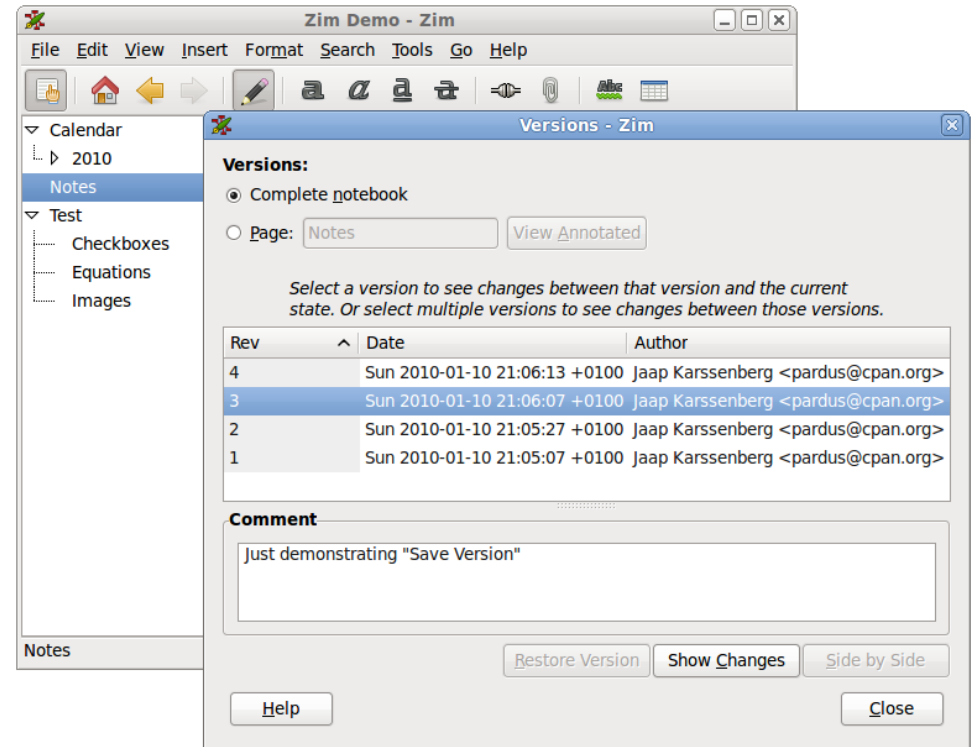 Zim Demo - Zim
File Edit View Insert Format Search Tools Go Help
a a a a Abc
Calendar
2010
Notes
Test
Checkboxes
Equations
Images
Notes
Versions - Zim
Versions:
Complete notebook
Page: Notes View Annotated
Select a version to see changes between that version and the current
state. Or select multiple versions to see changes between those versions.
Rev Date Author
4 Sun 2010-01-10 21:06:13 +0100 Jaap Karssenberg <pardus@cpan.org>
3 Sun 2010-01-10 21:06:07 +0100 Jaap Karssenberg <pardus@cpan.org>
2 Sun 2010-01-10 21:05:27 +0100 Jaap Karssenberg <pardus@cpan.org>
1 Sun 2010-01-10 21:05:07 +0100 Jaap Karssenberg <pardus@cpan.org>
Comment
Just demonstrating "Save Version"
Restore Version Show Changes Side by Side
Help Close